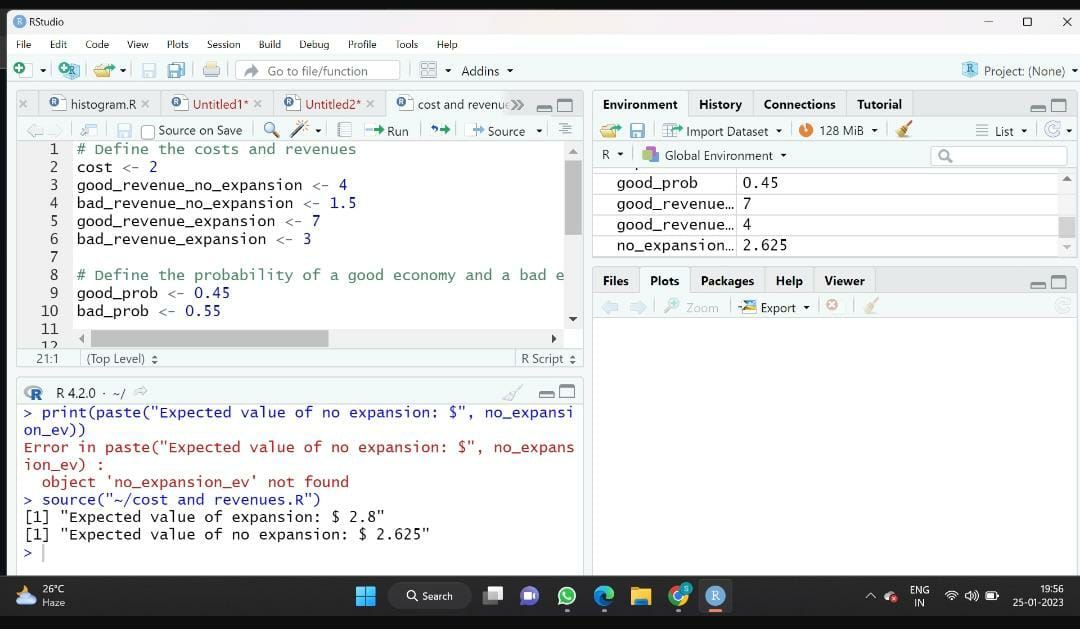 RStudio
File Edit Code View Plots Session Build Debug Profile Tools Help
Go to file/function Addins Project: (None)
histogram.R Untitled1* Untitled2* cost and revenue
Source on Save Run Source
1 # Define the costs and revenues
2 cost <- 2
3 good_revenue_no_expansion <- 4
4 bad_revenue_no_expansion <- 1.5
5 good_revenue_expansion <- 7
6 bad_revenue_expansion <- 3
7
8 # Define the probability of a good economy and a bad e
9 good_prob <- 0.45
10 bad_prob <- 0.55
11
12
21:1 (Top Level) R Script
R 4.2.0 · ~/
> print(paste("Expected value of no expansion: $", no_expansi
on_ev))
Error in paste("Expected value of no expansion: $", no_expans
ion_ev) :
object 'no_expansion_ev' not found
> source("~/cost and revenues.R")
[1] "Expected value of expansion: $ 2.8"
[1] "Expected value of no expansion: $ 2.625"
>
Environment History Connections Tutorial
Import Dataset 128 MiB List
R Global Environment
good_prob 0.45
good_revenue... 7
good_revenue... 4
no_expansion... 2.625
Files Plots Packages Help Viewer
Zoom Export
26°C
Haze
Search
ENG
IN
19:56
25-01-2023